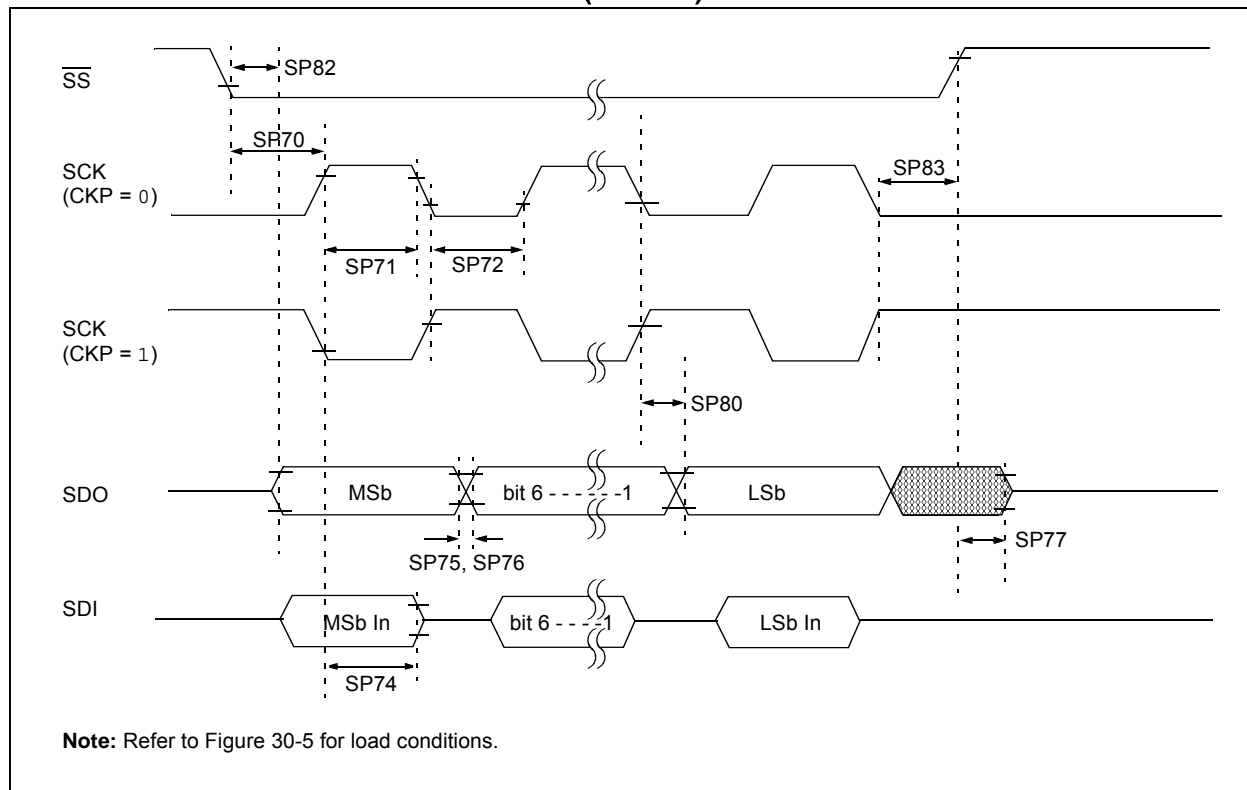 SS
SP82
SP70
SCK
(CKP = 0)
SP83
SP71
SP72
SCK
(CKP = 1)
SP80
SDO
MSb
bit 6 - - - - - -1
LSb
SP77
SP75, SP76
SDI
MSb In
bit 6 - - - -1
LSb In
SP74
Note: Refer to Figure 30-5 for load conditions.